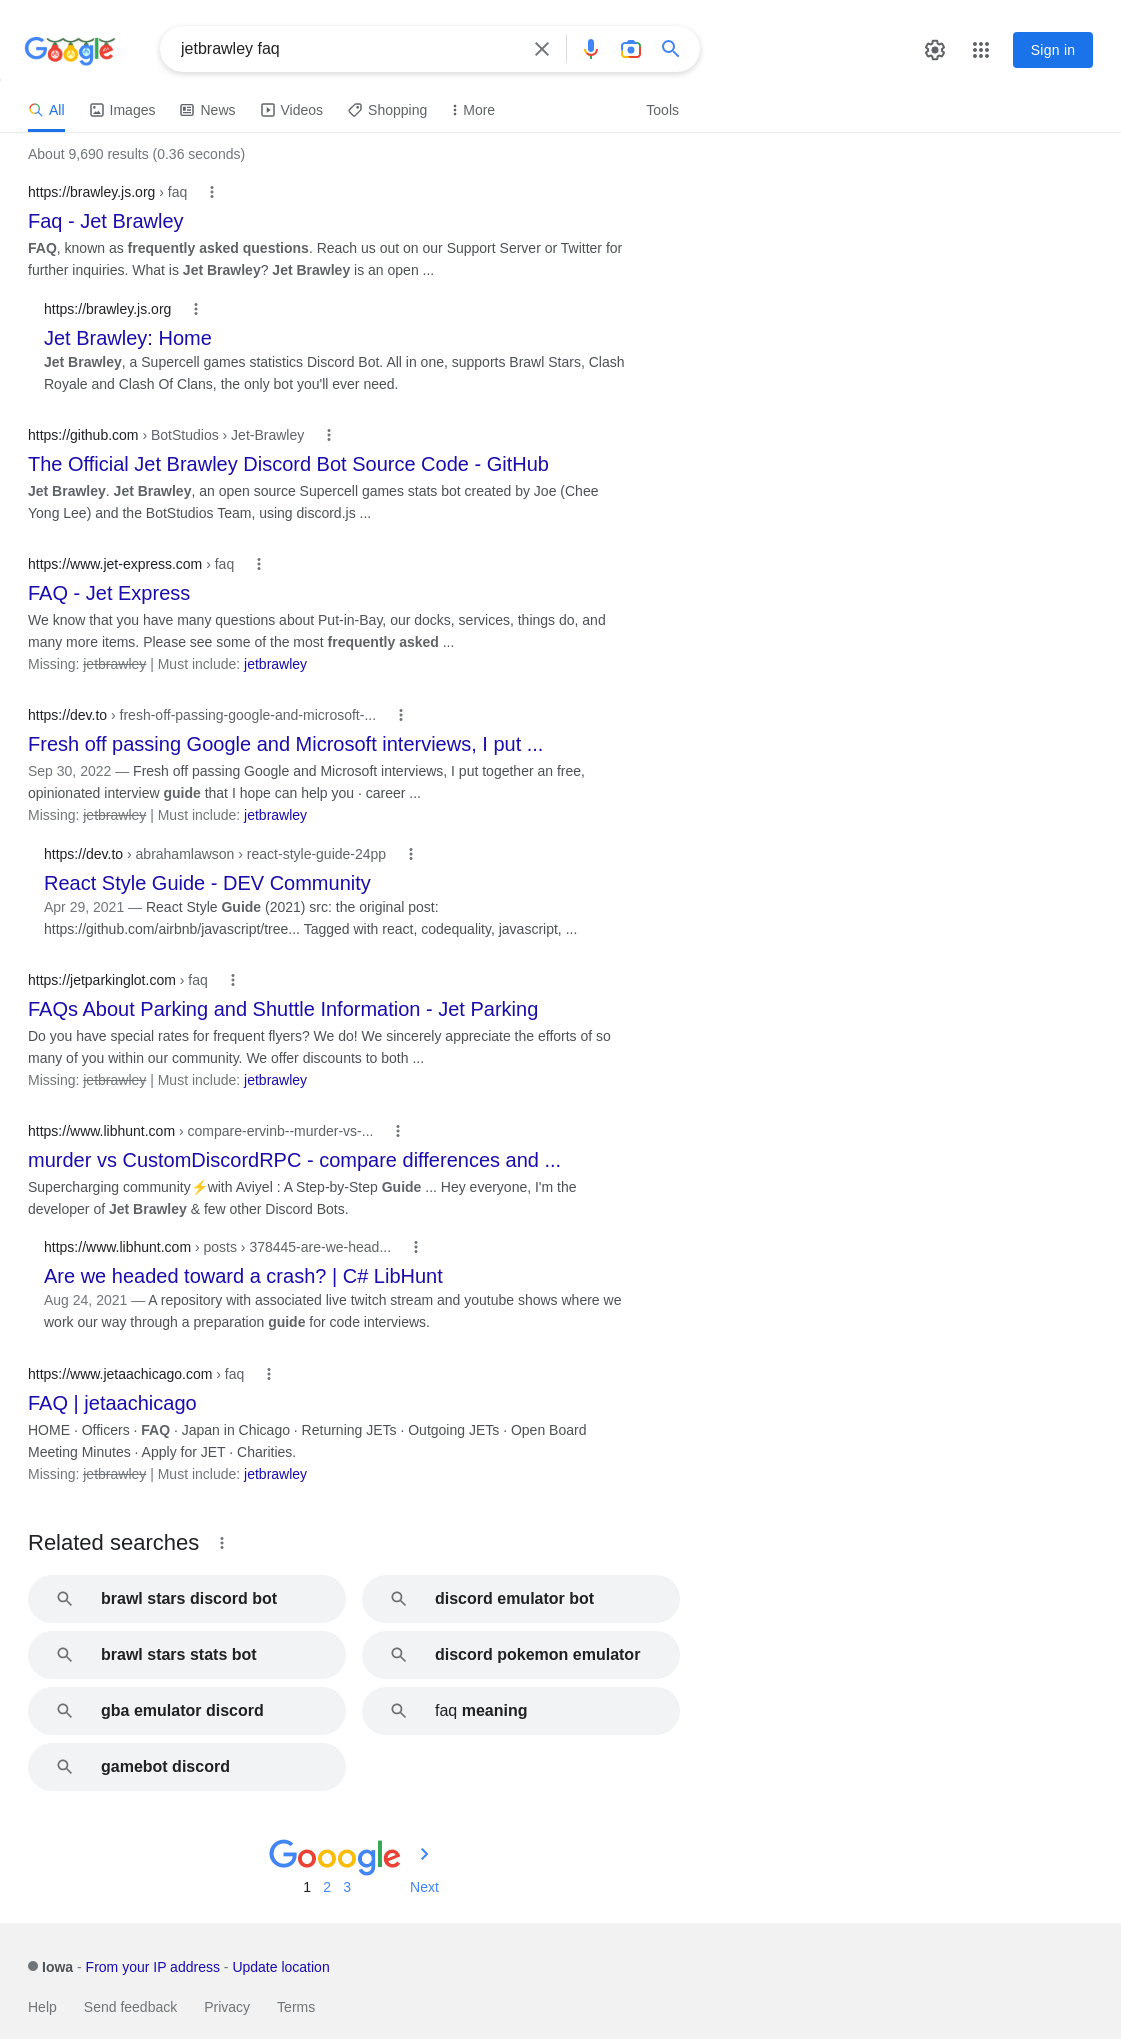 Google
jetbrawley faq
Sign in
All
Images
News
Videos
Shopping
More
Tools
About 9,690 results (0.36 seconds)
https://brawley.js.org › faq
Faq - Jet Brawley
FAQ, known as frequently asked questions. Reach us out on our Support Server or Twitter for
further inquiries. What is Jet Brawley? Jet Brawley is an open ...
https://brawley.js.org
Jet Brawley: Home
Jet Brawley, a Supercell games statistics Discord Bot. All in one, supports Brawl Stars, Clash
Royale and Clash Of Clans, the only bot you'll ever need.
https://github.com › BotStudios › Jet-Brawley
The Official Jet Brawley Discord Bot Source Code - GitHub
Jet Brawley. Jet Brawley, an open source Supercell games stats bot created by Joe (Chee
Yong Lee) and the BotStudios Team, using discord.js ...
https://www.jet-express.com › faq
FAQ - Jet Express
We know that you have many questions about Put-in-Bay, our docks, services, things do, and
many more items. Please see some of the most frequently asked ...
Missing: jetbrawley | Must include: jetbrawley
https://dev.to › fresh-off-passing-google-and-microsoft-...
Fresh off passing Google and Microsoft interviews, I put ...
Sep 30, 2022 — Fresh off passing Google and Microsoft interviews, I put together an free,
opinionated interview guide that I hope can help you · career ...
Missing: jetbrawley | Must include: jetbrawley
https://dev.to › abrahamlawson › react-style-guide-24pp
React Style Guide - DEV Community
Apr 29, 2021 — React Style Guide (2021) src: the original post:
https://github.com/airbnb/javascript/tree... Tagged with react, codequality, javascript, ...
https://jetparkinglot.com › faq
FAQs About Parking and Shuttle Information - Jet Parking
Do you have special rates for frequent flyers? We do! We sincerely appreciate the efforts of so
many of you within our community. We offer discounts to both ...
Missing: jetbrawley | Must include: jetbrawley
https://www.libhunt.com › compare-ervinb--murder-vs-...
murder vs CustomDiscordRPC - compare differences and ...
Supercharging community⚡with Aviyel : A Step-by-Step Guide ... Hey everyone, I'm the
developer of Jet Brawley & few other Discord Bots.
https://www.libhunt.com › posts › 378445-are-we-head...
Are we headed toward a crash? | C# LibHunt
Aug 24, 2021 — A repository with associated live twitch stream and youtube shows where we
work our way through a preparation guide for code interviews.
https://www.jetaachicago.com › faq
FAQ | jetaachicago
HOME · Officers · FAQ · Japan in Chicago · Returning JETs · Outgoing JETs · Open Board
Meeting Minutes · Apply for JET · Charities.
Missing: jetbrawley | Must include: jetbrawley
Related searches
brawl stars discord bot
discord emulator bot
brawl stars stats bot
discord pokemon emulator
gba emulator discord
faq meaning
gamebot discord
Gooogle
1 2 3 Next
Iowa - From your IP address - Update location
Help Send feedback Privacy Terms